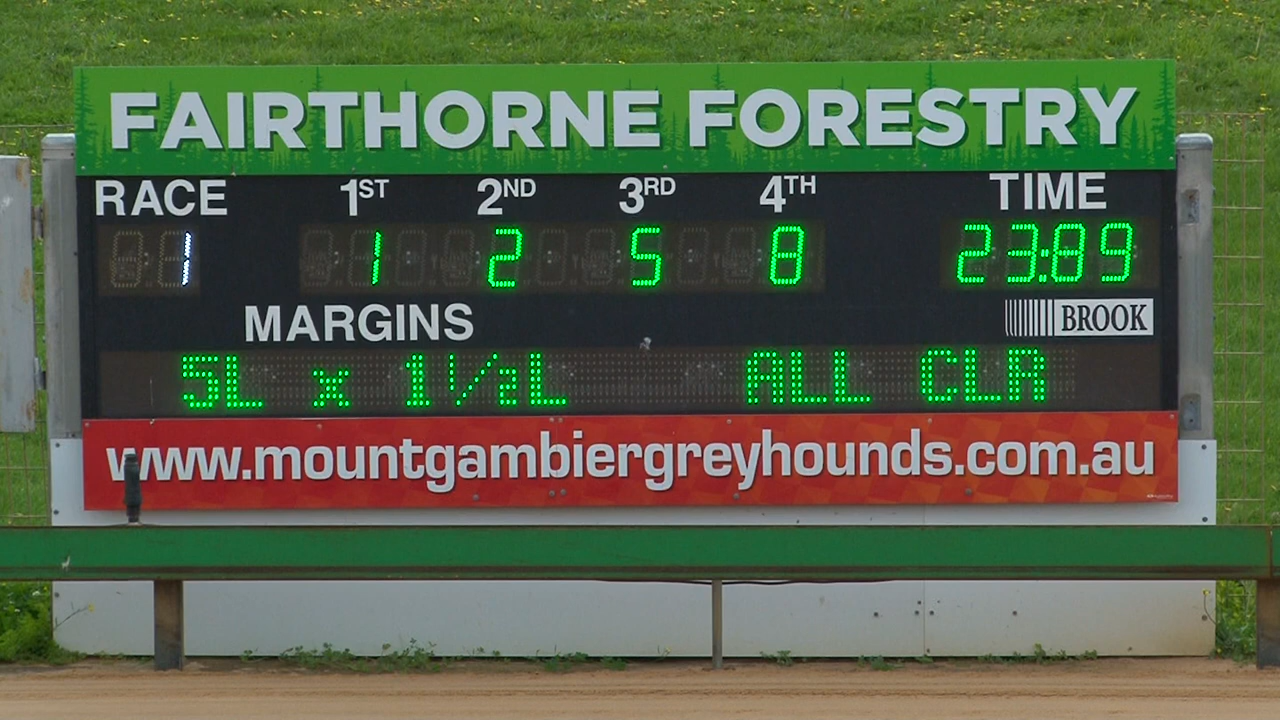 FAIRTHORNE FORESTRY
RACE 1ST 2ND 3RD 4TH TIME
1 1 2 5 8 23:89
MARGINS BROOK
5L x 1½L ALL CLR
www.mountgambiergreyhounds.com.au